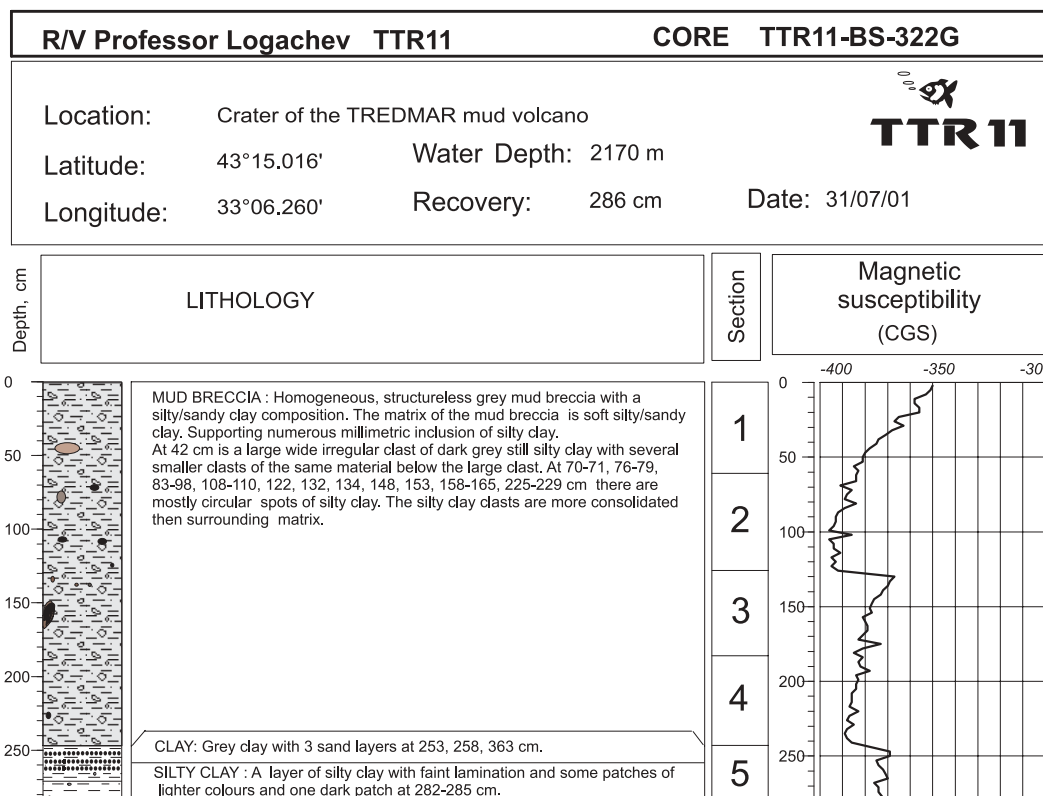 R/V Professor Logachev TTR11 CORE TTR11-BS-322G
TTR 11
Location: Crater of the TREDMAR mud volcano
Latitude: 43°15.016' Water Depth: 2170 m
Longitude: 33°06.260' Recovery: 286 cm Date: 31/07/01
Depth, cm
LITHOLOGY
Section
Magnetic
susceptibility
(CGS)
-400 -350 -30
0
50
100
150
200
250
MUD BRECCIA : Homogeneous, structureless grey mud breccia with a
silty/sandy clay composition. The matrix of the mud breccia is soft silty/sandy
clay. Supporting numerous millimetric inclusion of silty clay.
At 42 cm is a large wide irregular clast of dark grey still silty clay with several
smaller clasts of the same material below the large clast. At 70-71, 76-79,
83-98, 108-110, 122, 132, 134, 148, 153, 158-165, 225-229 cm there are
mostly circular spots of silty clay. The silty clay clasts are more consolidated
then surrounding matrix.
CLAY: Grey clay with 3 sand layers at 253, 258, 363 cm.
SILTY CLAY : A layer of silty clay with faint lamination and some patches of
lighter colours and one dark patch at 282-285 cm.
1
2
3
4
5
0
50
100
150
200
250